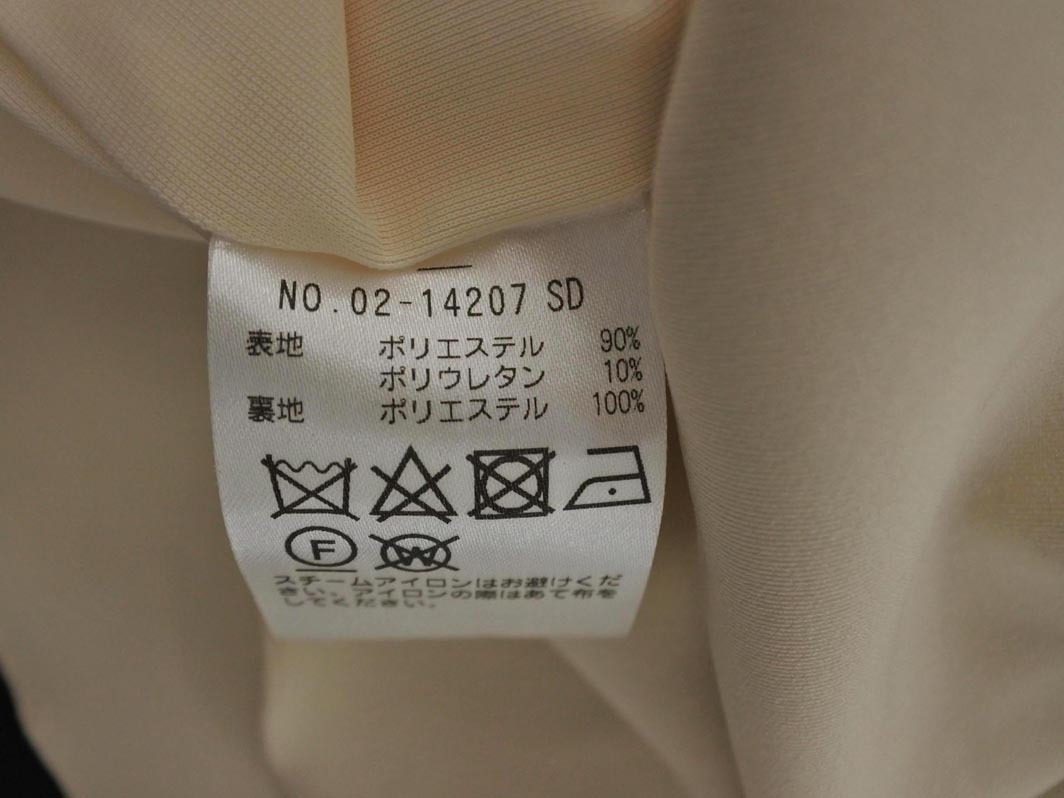 NO.02-14207 SD
表地 ポリエステル 90%
ポリウレタン 10%
裏地 ポリエステル 100%
F W
スチームアイロンはお避けくだ
さい。アイロンの際はあて布を
してください。